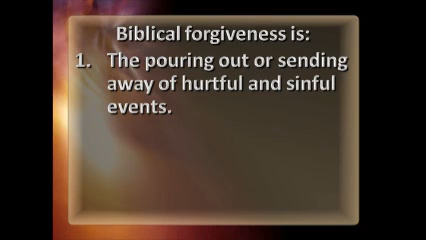 Biblical forgiveness is:
1. The pouring out or sending
away of hurtful and sinful
events.